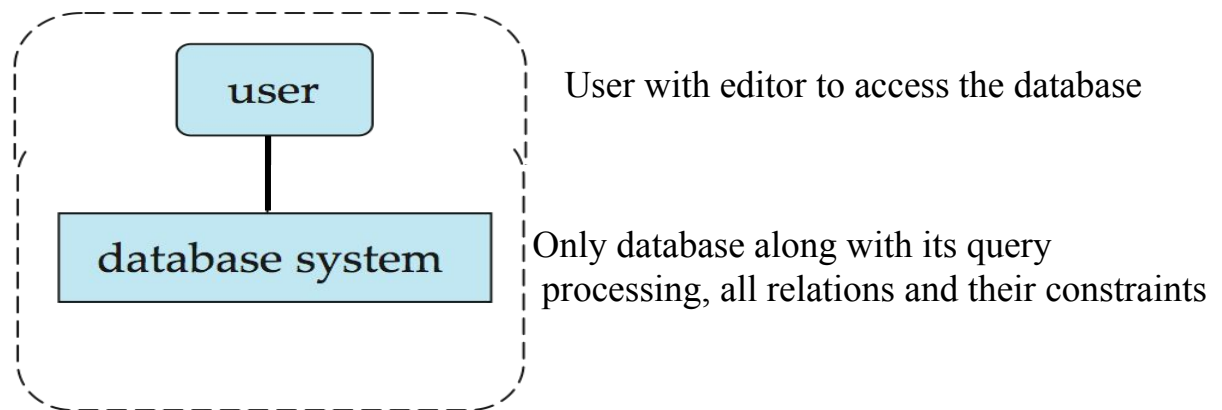 user
User with editor to access the database
database system
Only database along with its query
processing, all relations and their constraints